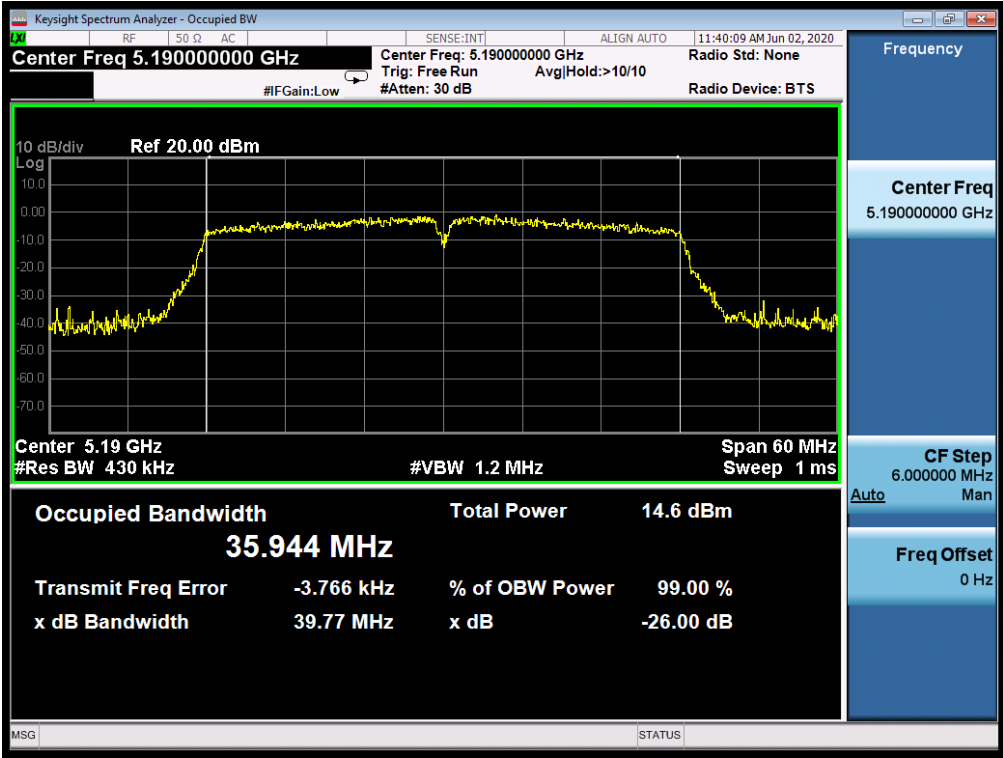 Keysight Spectrum Analyzer - Occupied BW
LXI RF 50 Ω AC SENSE:INT ALIGN AUTO 11:40:09 AM Jun 02, 2020
Center Freq 5.190000000 GHz
#IFGain:Low
Center Freq: 5.190000000 GHz Radio Std: None
Trig: Free Run Avg|Hold:>10/10
#Atten: 30 dB Radio Device: BTS
10 dB/div Ref 20.00 dBm
Log
10.0
0.00
-10.0
-20.0
-30.0
-40.0
-50.0
-60.0
-70.0
Center 5.19 GHz Span 60 MHz
#Res BW 430 kHz #VBW 1.2 MHz Sweep 1 ms
Occupied Bandwidth Total Power 14.6 dBm
35.944 MHz
Transmit Freq Error -3.766 kHz % of OBW Power 99.00 %
x dB Bandwidth 39.77 MHz x dB -26.00 dB
Frequency
Center Freq
5.190000000 GHz
CF Step
6.000000 MHz
Auto Man
Freq Offset
0 Hz
MSG STATUS